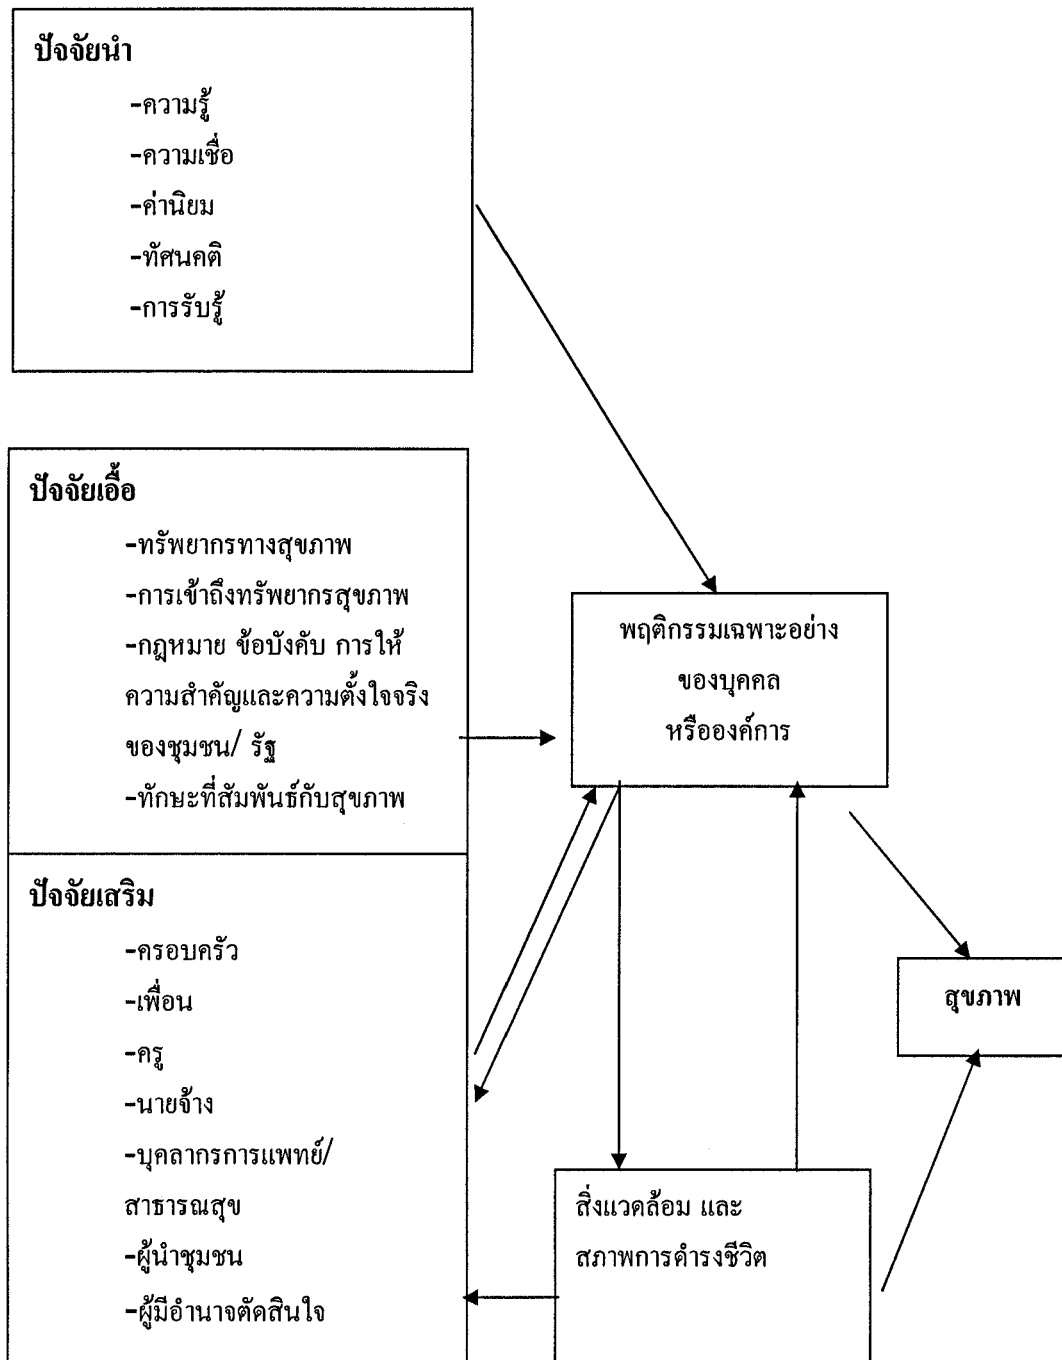 ปัจจัยนำ
-ความรู้
-ความเชื่อ
-ค่านิยม
-ทัศนคติ
-การรับรู้
ปัจจัยเอื้อ
-ทรัพยากรทางสุขภาพ
-การเข้าถึงทรัพยากรสุขภาพ
-กฎหมาย ข้อบังคับ การให้
ความสำคัญและความตั้งใจจริง
ของชุมชน/ รัฐ
-ทักษะที่สัมพันธ์กับสุขภาพ
พฤติกรรมเฉพาะอย่าง
ของบุคคล
หรือองค์การ
ปัจจัยเสริม
-ครอบครัว
-เพื่อน
-ครู
-นายจ้าง
-บุคลากรการแพทย์/
สาธารณสุข
-ผู้นำชุมชน
-ผู้มีอำนาจตัดสินใจ
สุขภาพ
สิ่งแวดล้อม และ
สภาพการดำรงชีวิต